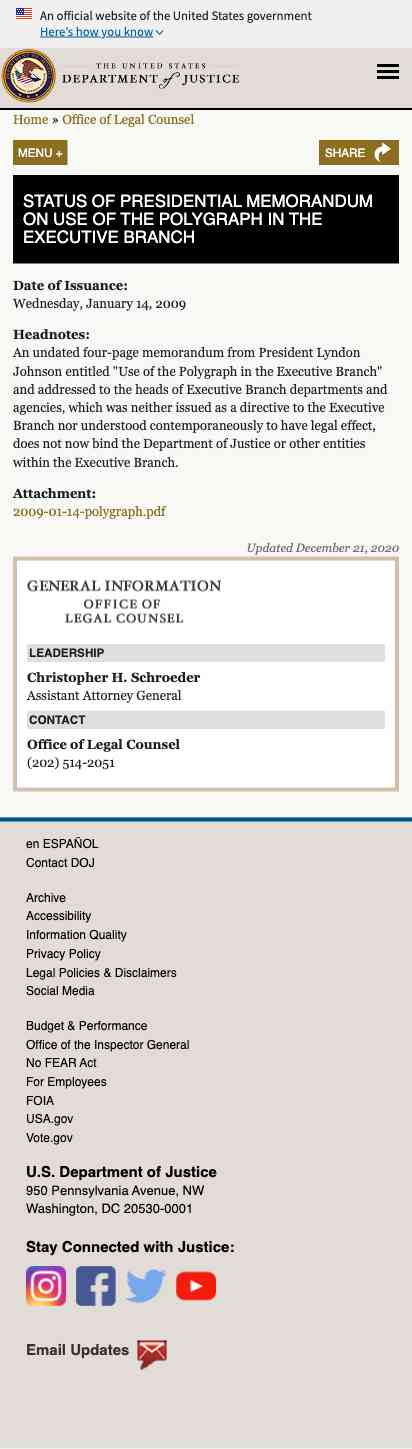 An official website of the United States government
Here's how you know
THE UNITED STATES
DEPARTMENT of JUSTICE
Home » Office of Legal Counsel
MENU +
SHARE
STATUS OF PRESIDENTIAL MEMORANDUM
ON USE OF THE POLYGRAPH IN THE
EXECUTIVE BRANCH
Date of Issuance:
Wednesday, January 14, 2009
Headnotes:
An undated four-page memorandum from President Lyndon
Johnson entitled "Use of the Polygraph in the Executive Branch"
and addressed to the heads of Executive Branch departments and
agencies, which was neither issued as a directive to the Executive
Branch nor understood contemporaneously to have legal effect,
does not now bind the Department of Justice or other entities
within the Executive Branch.
Attachment:
2009-01-14-polygraph.pdf
Updated December 21, 2020
GENERAL INFORMATION
OFFICE OF
LEGAL COUNSEL
LEADERSHIP
Christopher H. Schroeder
Assistant Attorney General
CONTACT
Office of Legal Counsel
(202) 514-2051
en ESPAÑOL
Contact DOJ
Archive
Accessibility
Information Quality
Privacy Policy
Legal Policies & Disclaimers
Social Media
Budget & Performance
Office of the Inspector General
No FEAR Act
For Employees
FOIA
USA.gov
Vote.gov
U.S. Department of Justice
950 Pennsylvania Avenue, NW
Washington, DC 20530-0001
Stay Connected with Justice:
Email Updates